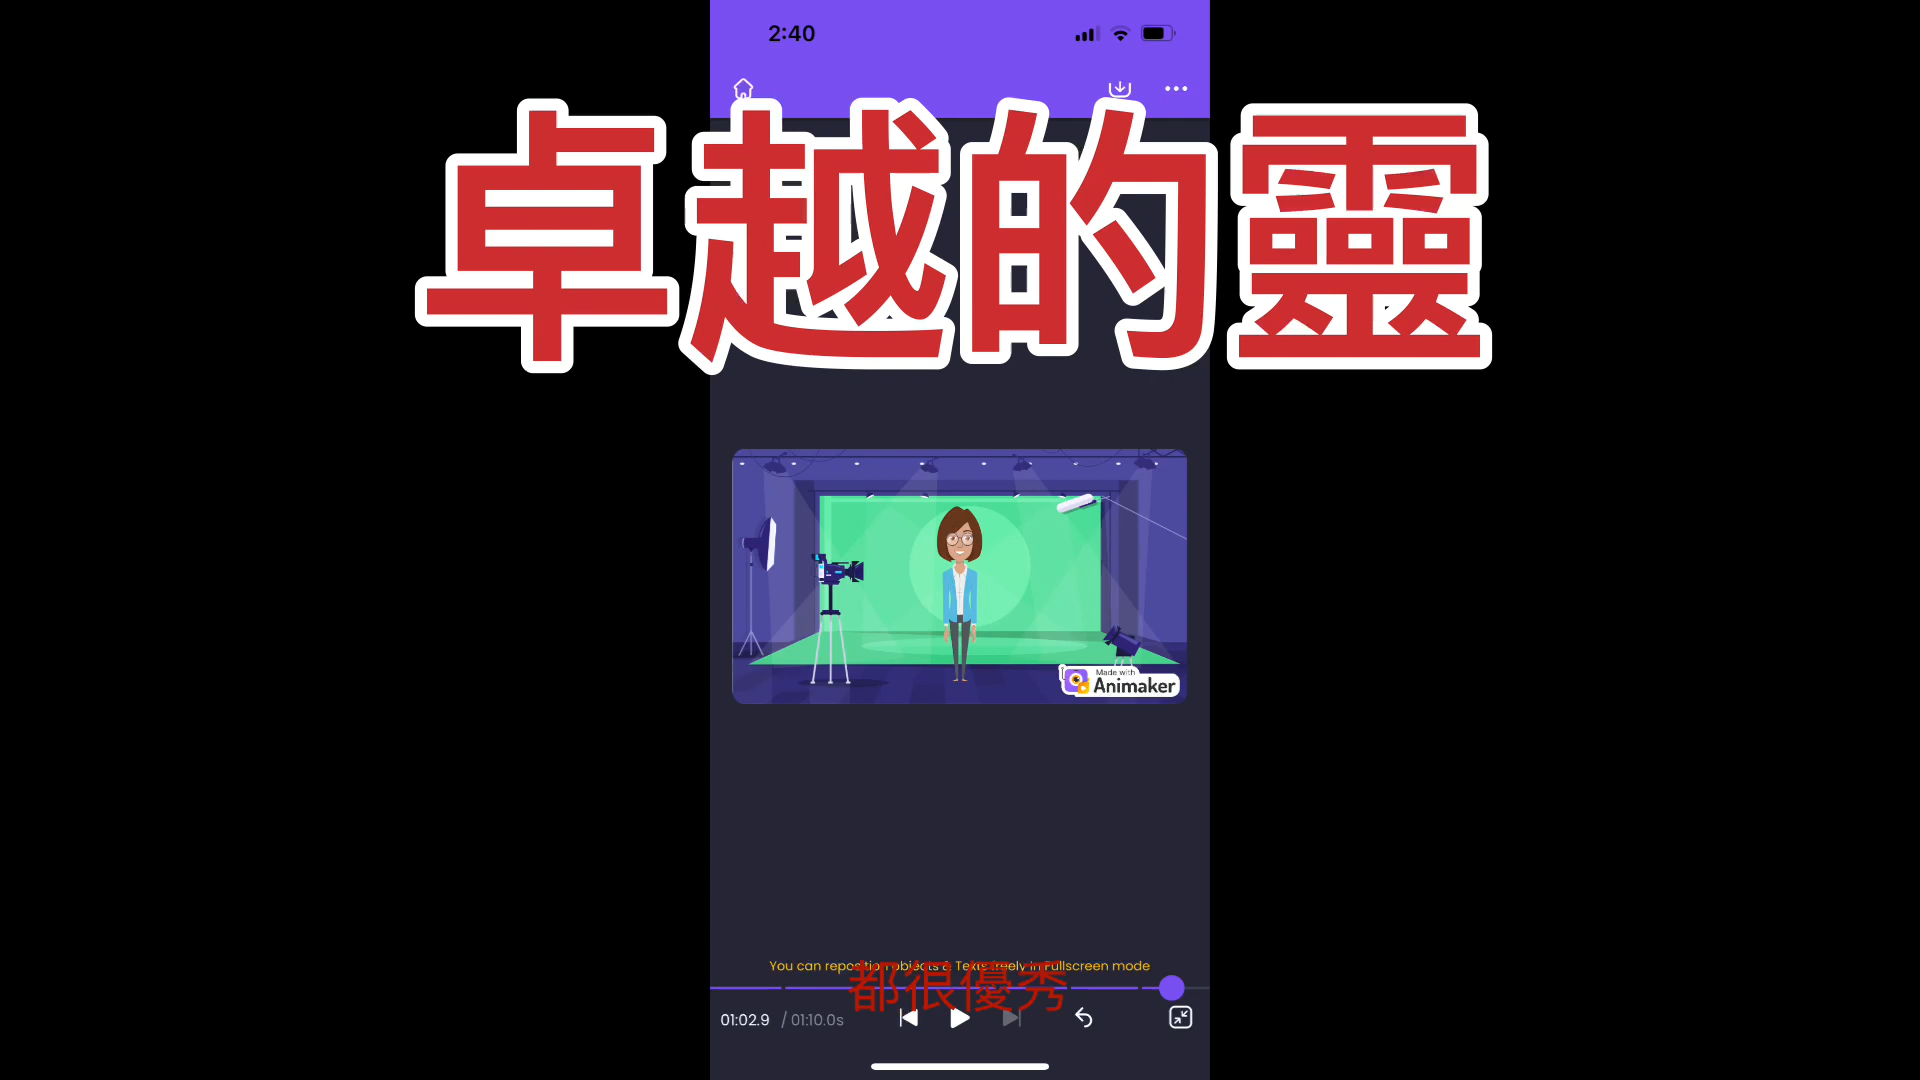 2:40
卓越的靈
Made with
Animaker
You can reposition objects & Texts freely in Fullscreen mode
都很優秀
01:02.9 / 01:10.0s